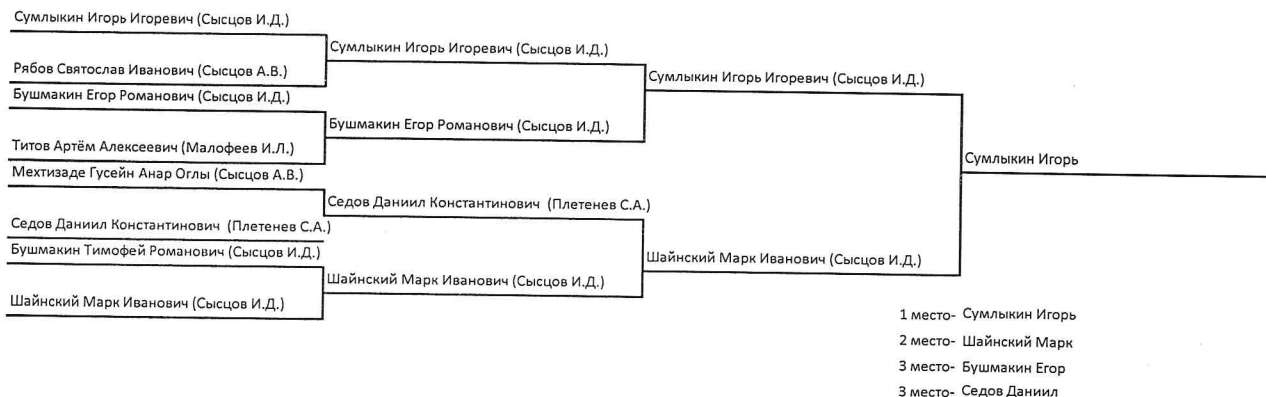 Сумлыкин Игорь Игоревич (Сысцов И.Д.)
Рябов Святослав Иванович (Сысцов А.В.)
Бушмакин Егор Романович (Сысцов И.Д.)
Титов Артём Алексеевич (Малофеев И.Л.)
Мехтизаде Гусейн Анар Оглы (Сысцов А.В.)
Седов Даниил Константинович (Плетенев С.А.)
Бушмакин Тимофей Романович (Сысцов И.Д.)
Шайнский Марк Иванович (Сысцов И.Д.)
Сумлыкин Игорь Игоревич (Сысцов И.Д.)
Бушмакин Егор Романович (Сысцов И.Д.)
Седов Даниил Константинович (Плетенев С.А.)
Шайнский Марк Иванович (Сысцов И.Д.)
Сумлыкин Игорь Игоревич (Сысцов И.Д.)
Шайнский Марк Иванович (Сысцов И.Д.)
Сумлыкин Игорь
1 место- Сумлыкин Игорь
2 место- Шайнский Марк
3 место- Бушмакин Егор
3 место- Седов Даниил